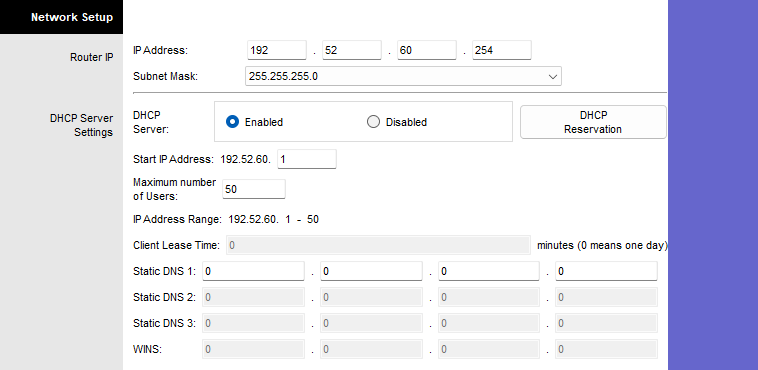 Network Setup
Router IP
IP Address: 192 . 52 . 60 . 254
Subnet Mask: 255.255.255.0
DHCP Server
Settings
DHCP
Server:
Enabled Disabled
DHCP
Reservation
Start IP Address: 192.52.60. 1
Maximum number
of Users: 50
IP Address Range: 192.52.60. 1 - 50
Client Lease Time: 0 minutes (0 means one day)
Static DNS 1: 0 . 0 . 0 . 0
Static DNS 2: 0 . 0 . 0 . 0
Static DNS 3: 0 . 0 . 0 . 0
WINS: 0 . 0 . 0 . 0